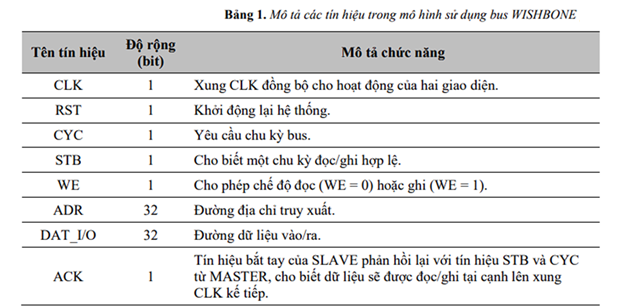 Bảng 1. Mô tả các tín hiệu trong mô hình sử dụng bus WISHBONE
Tên tín hiệu Độ rộng (bit) Mô tả chức năng
CLK 1 Xung CLK đồng bộ cho hoạt động của hai giao diện.
RST 1 Khởi động lại hệ thống.
CYC 1 Yêu cầu chu kỳ bus.
STB 1 Cho biết một chu kỳ đọc/ghi hợp lệ.
WE 1 Cho phép chế độ đọc (WE = 0) hoặc ghi (WE = 1).
ADR 32 Đường địa chỉ truy xuất.
DAT_I/O 32 Đường dữ liệu vào/ra.
ACK 1 Tín hiệu bắt tay của SLAVE phản hồi lại với tín hiệu STB và CYC
từ MASTER, cho biết dữ liệu sẽ được đọc/ghi tại cạnh lên xung
CLK kế tiếp.